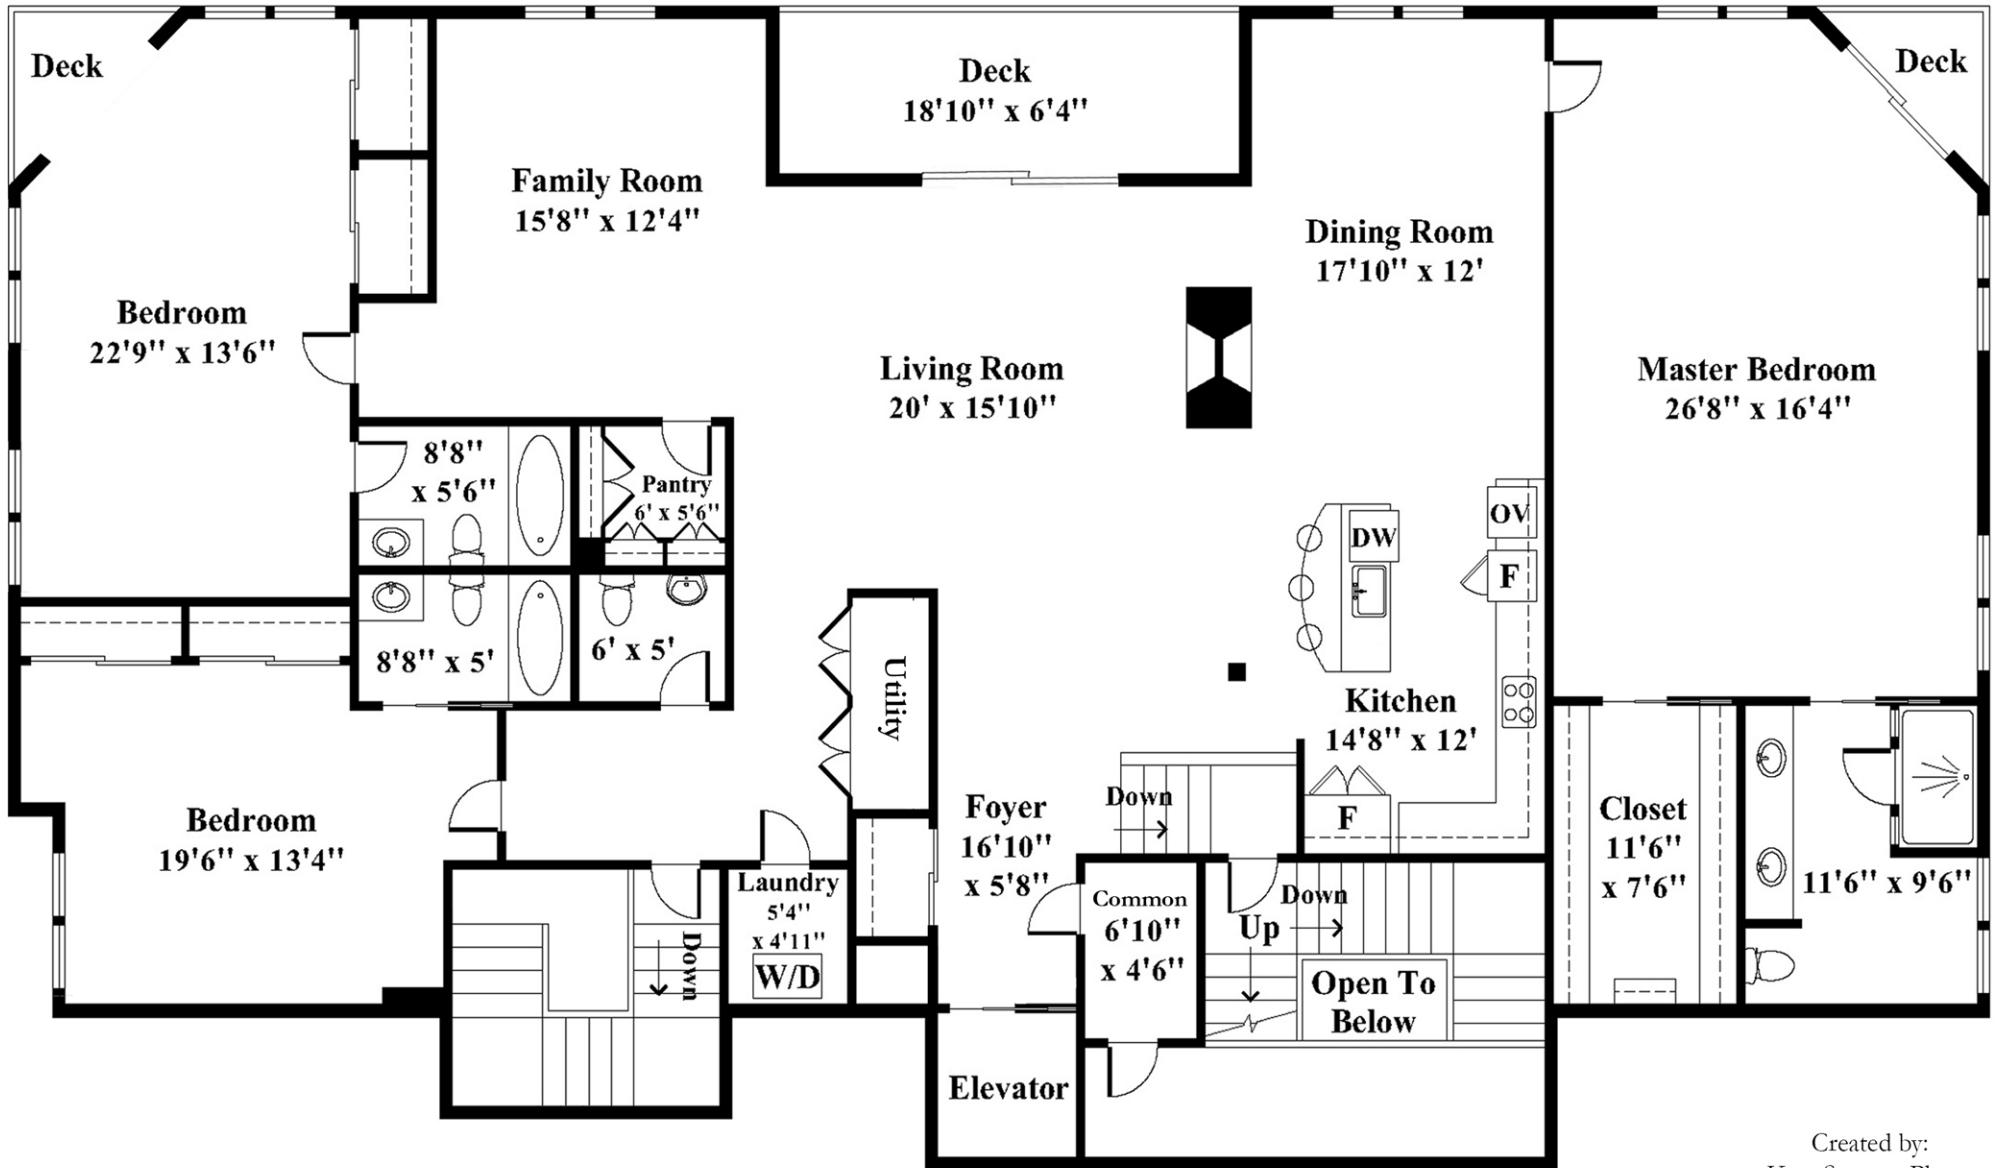 Deck
Deck
18'10" x 6'4"
Deck
Family Room
15'8" x 12'4"
Dining Room
17'10" x 12'
Bedroom
22'9" x 13'6"
Living Room
20' x 15'10"
Master Bedroom
26'8" x 16'4"
8'8"
x 5'6"
Pantry
6' x 5'6"
OV
DW
F
8'8" x 5'
6' x 5'
Utility
Kitchen
14'8" x 12'
F
Down
Foyer
16'10"
x 5'8"
Bedroom
19'6" x 13'4"
Closet
11'6"
x 7'6"
11'6" x 9'6"
Laundry
5'4"
x 4'11"
W/D
Down
Common
6'10"
x 4'6"
Down
Up
Open To
Below
Elevator
Created by: